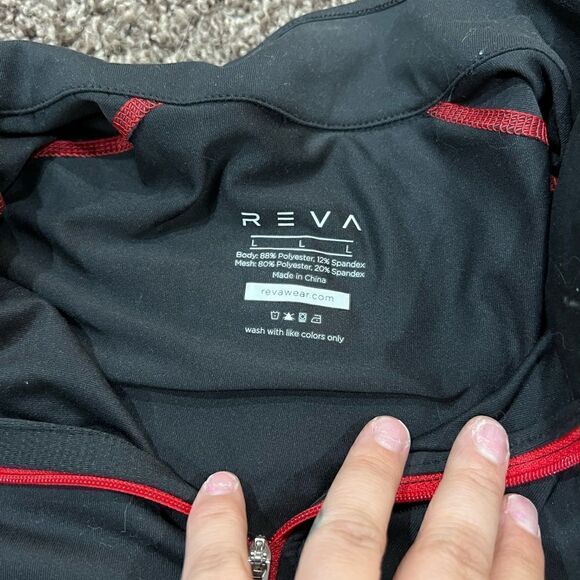 REVA
L L L
Body: 88% Polyester, 12% Spandex
Mesh: 80% Polyester, 20% Spandex
Made in China
revawear.com
wash with like colors only